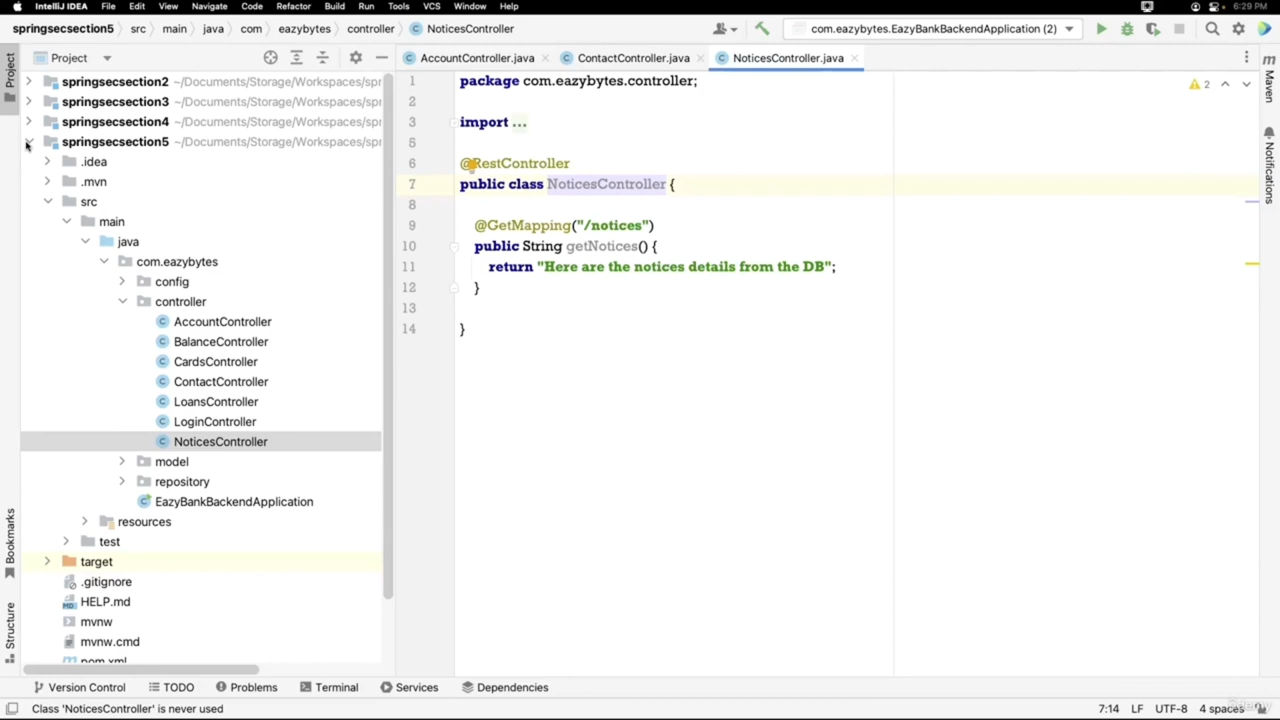 IntelliJ IDEA File Edit View Navigate Code Refactor Build Run Tools VCS Window Help 6:29 PM
springsecsection5 src main java com eazybytes controller NoticesController com.eazybytes.EazyBankBackendApplication (2)
Project
Project
AccountController.java ContactController.java NoticesController.java
Maven
Notifications
springsecsection2 ~/Documents/Storage/Workspaces/spr
springsecsection3 ~/Documents/Storage/Workspaces/spr
springsecsection4 ~/Documents/Storage/Workspaces/spr
springsecsection5 ~/Documents/Storage/Workspaces/spr
.idea
.mvn
src
main
java
com.eazybytes
config
controller
AccountController
BalanceController
CardsController
ContactController
LoansController
LoginController
NoticesController
model
repository
EazyBankBackendApplication
resources
test
target
.gitignore
HELP.md
mvnw
mvnw.cmd
pom.xml
Bookmarks
Structure
1 package com.eazybytes.controller;
2
3 import ...
5
6 @RestController
7 public class NoticesController {
8
9 @GetMapping("/notices")
10 public String getNotices() {
11 return "Here are the notices details from the DB";
12 }
13
14 }
2
Version Control TODO Problems Terminal Services Dependencies
Class 'NoticesController' is never used 7:14 LF UTF-8 4 spaces
Udemy